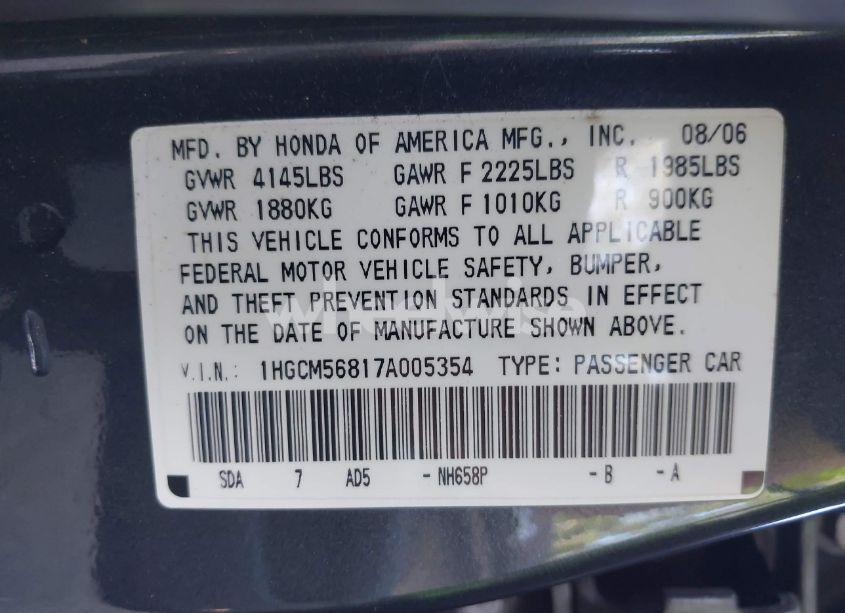 MFD. BY HONDA OF AMERICA MFG., INC. 08/06
GVWR 4145LBS GAWR F 2225LBS R 1985LBS
GVWR 1880KG GAWR F 1010KG R 900KG
THIS VEHICLE CONFORMS TO ALL APPLICABLE
FEDERAL MOTOR VEHICLE SAFETY, BUMPER,
AND THEFT PREVENTION STANDARDS IN EFFECT
wheelwise
ON THE DATE OF MANUFACTURE SHOWN ABOVE.
V.I.N.: 1HGCM56817A005354 TYPE: PASSENGER CAR
SDA 7 AD5 -NH658P -B -A